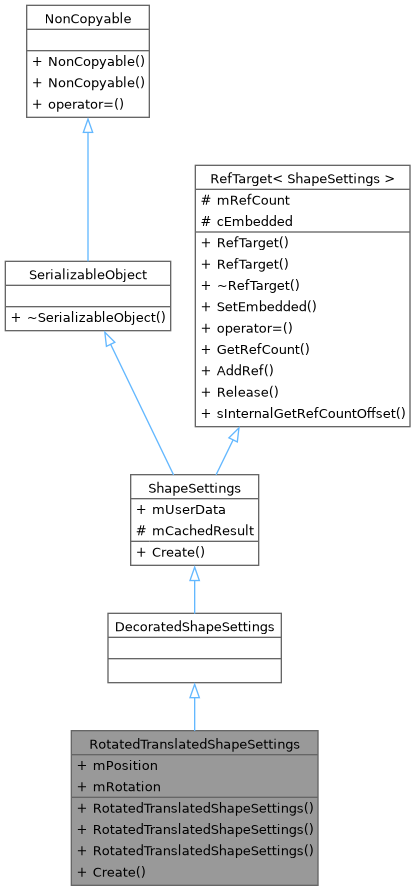 NonCopyable
+ NonCopyable()
+ NonCopyable()
+ operator=()
RefTarget< ShapeSettings >
# mRefCount
# cEmbedded
+ RefTarget()
+ RefTarget()
+ ~RefTarget()
+ SetEmbedded()
+ operator=()
+ GetRefCount()
+ AddRef()
+ Release()
+ sInternalGetRefCountOffset()
SerializableObject
+ ~SerializableObject()
ShapeSettings
+ mUserData
# mCachedResult
+ Create()
DecoratedShapeSettings
RotatedTranslatedShapeSettings
+ mPosition
+ mRotation
+ RotatedTranslatedShapeSettings()
+ RotatedTranslatedShapeSettings()
+ RotatedTranslatedShapeSettings()
+ Create()